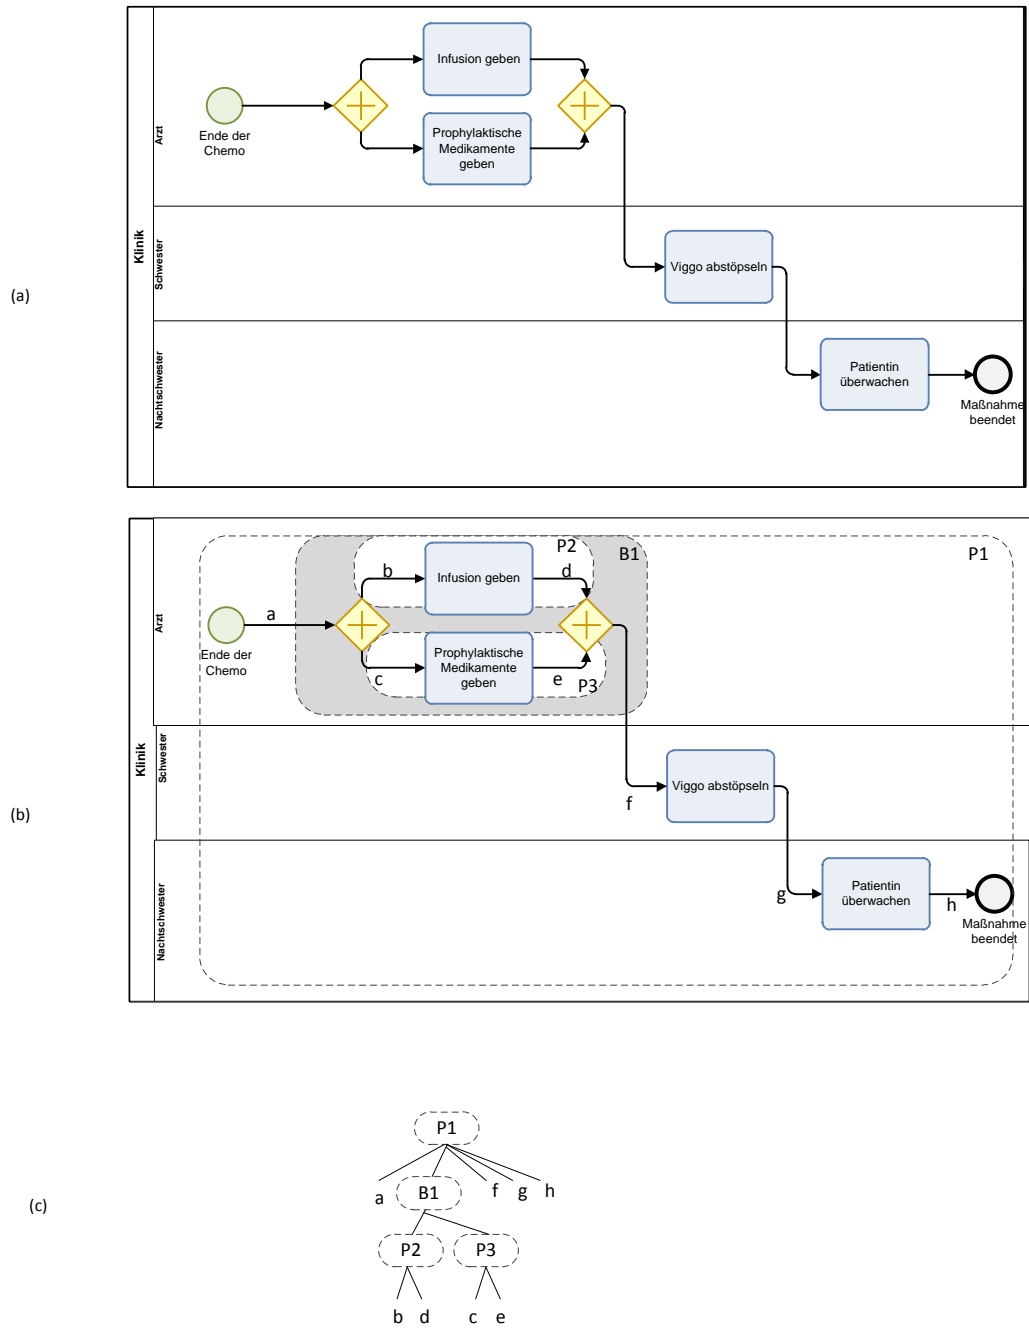 (a)
Klinik
Arzt
Ende der
Chemo
Infusion geben
Prophylaktische
Medikamente
geben
Schwester
Viggo abstöpseln
Nachtschwester
Patientin
überwachen
Maßnahme
beendet
(b)
Klinik
Arzt
P1
B1
P2
Ende der
Chemo
a
b
Infusion geben
d
c
Prophylaktische
Medikamente
geben
e
P3
Schwester
f
Viggo abstöpseln
Nachtschwester
g
Patientin
überwachen
h
Maßnahme
beendet
(c)
P1
a
B1
f
g
h
P2
P3
b
d
c
e